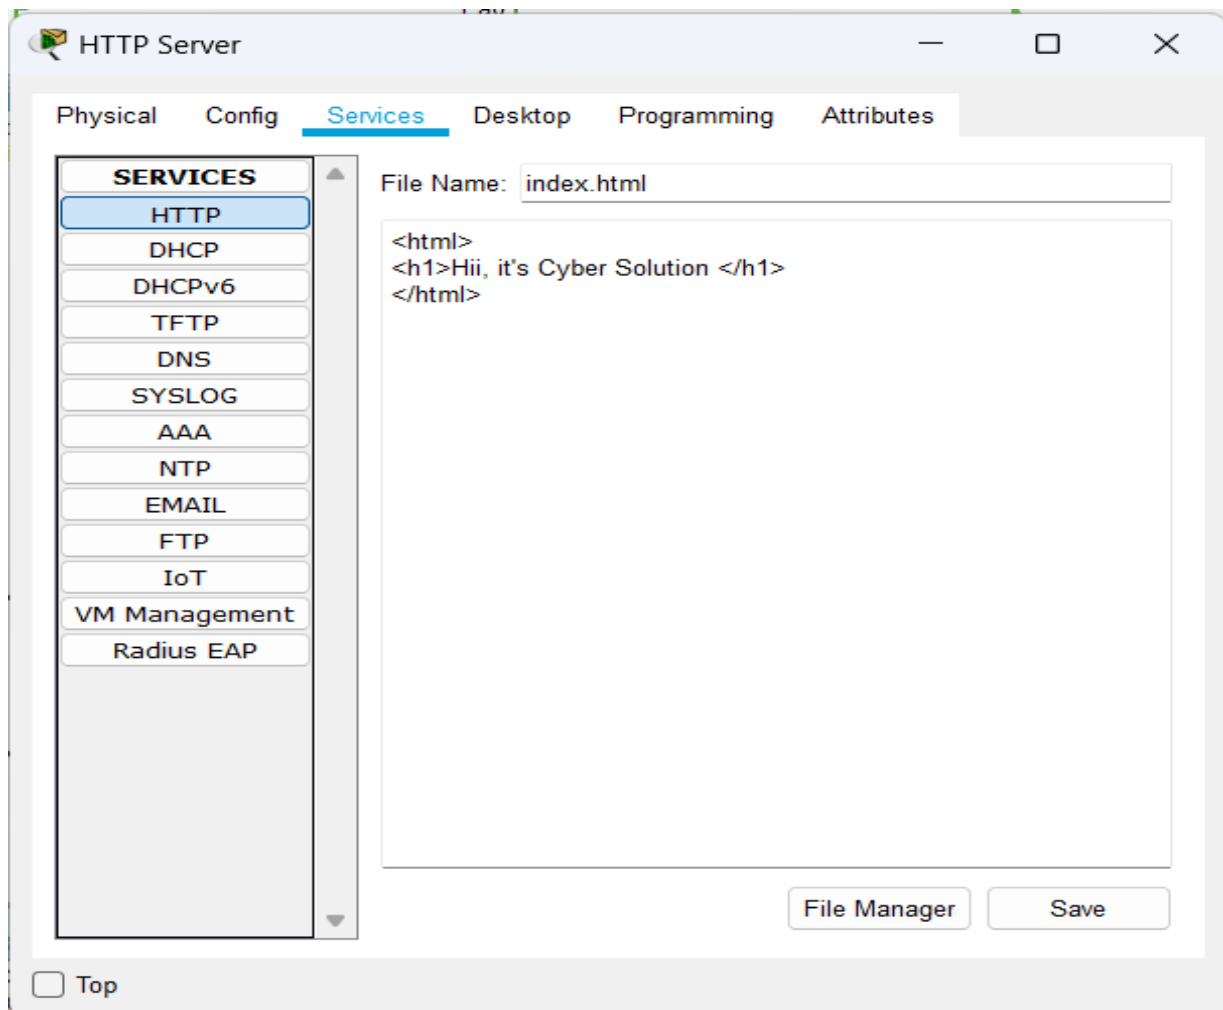 HTTP Server
Physical Config Services Desktop Programming Attributes
SERVICES
HTTP
DHCP
DHCPv6
TFTP
DNS
SYSLOG
AAA
NTP
EMAIL
FTP
IoT
VM Management
Radius EAP
File Name: index.html
<html>
<h1>Hii, it's Cyber Solution </h1>
</html>
File Manager Save
Top